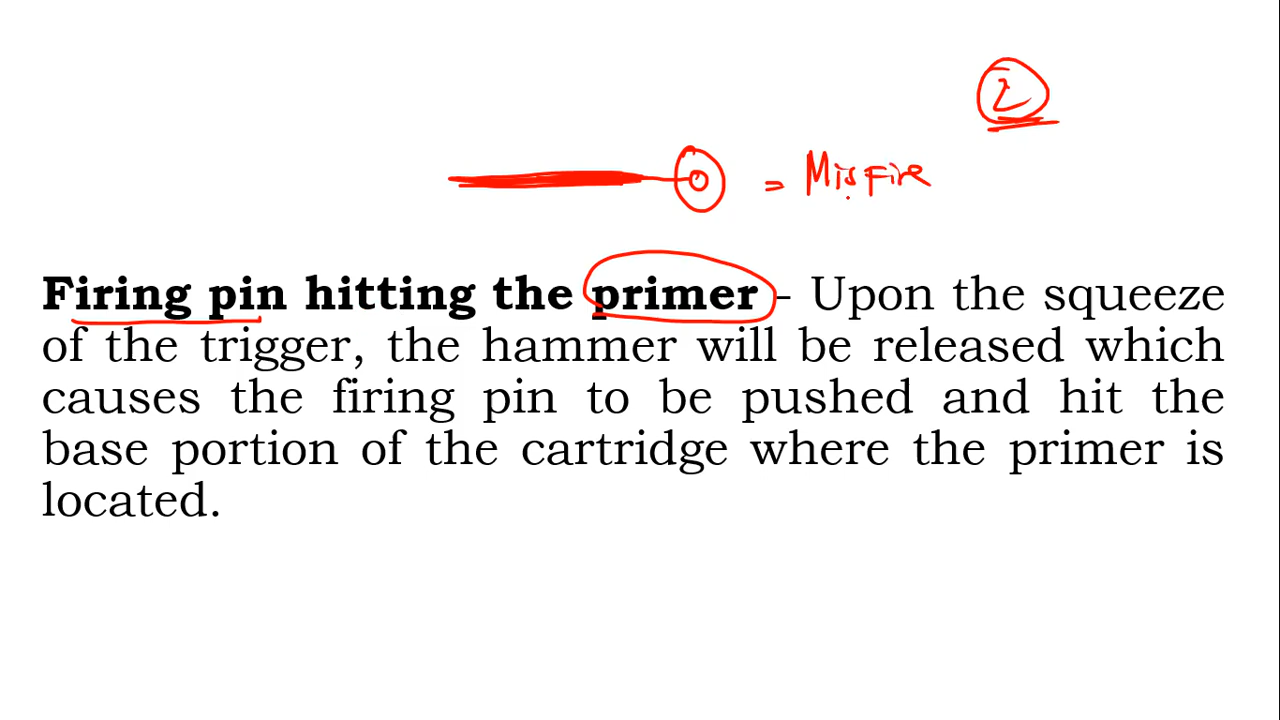 = Misfire
Firing pin hitting the primer - Upon the squeeze
of the trigger, the hammer will be released which
causes the firing pin to be pushed and hit the
base portion of the cartridge where the primer is
located.